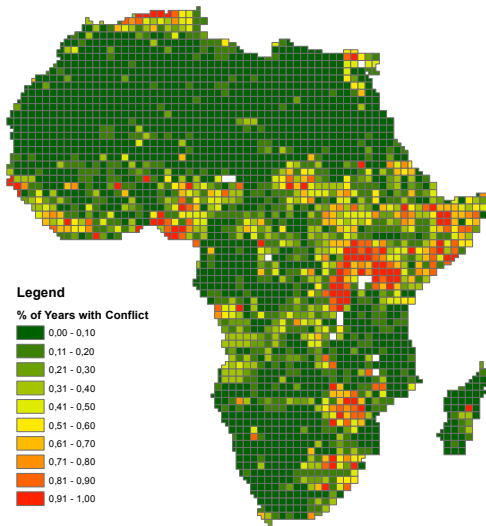 Legend
% of Years with Conflict
0,00 - 0,10
0,11 - 0,20
0,21 - 0,30
0,31 - 0,40
0,41 - 0,50
0,51 - 0,60
0,61 - 0,70
0,71 - 0,80
0,81 - 0,90
0,91 - 1,00